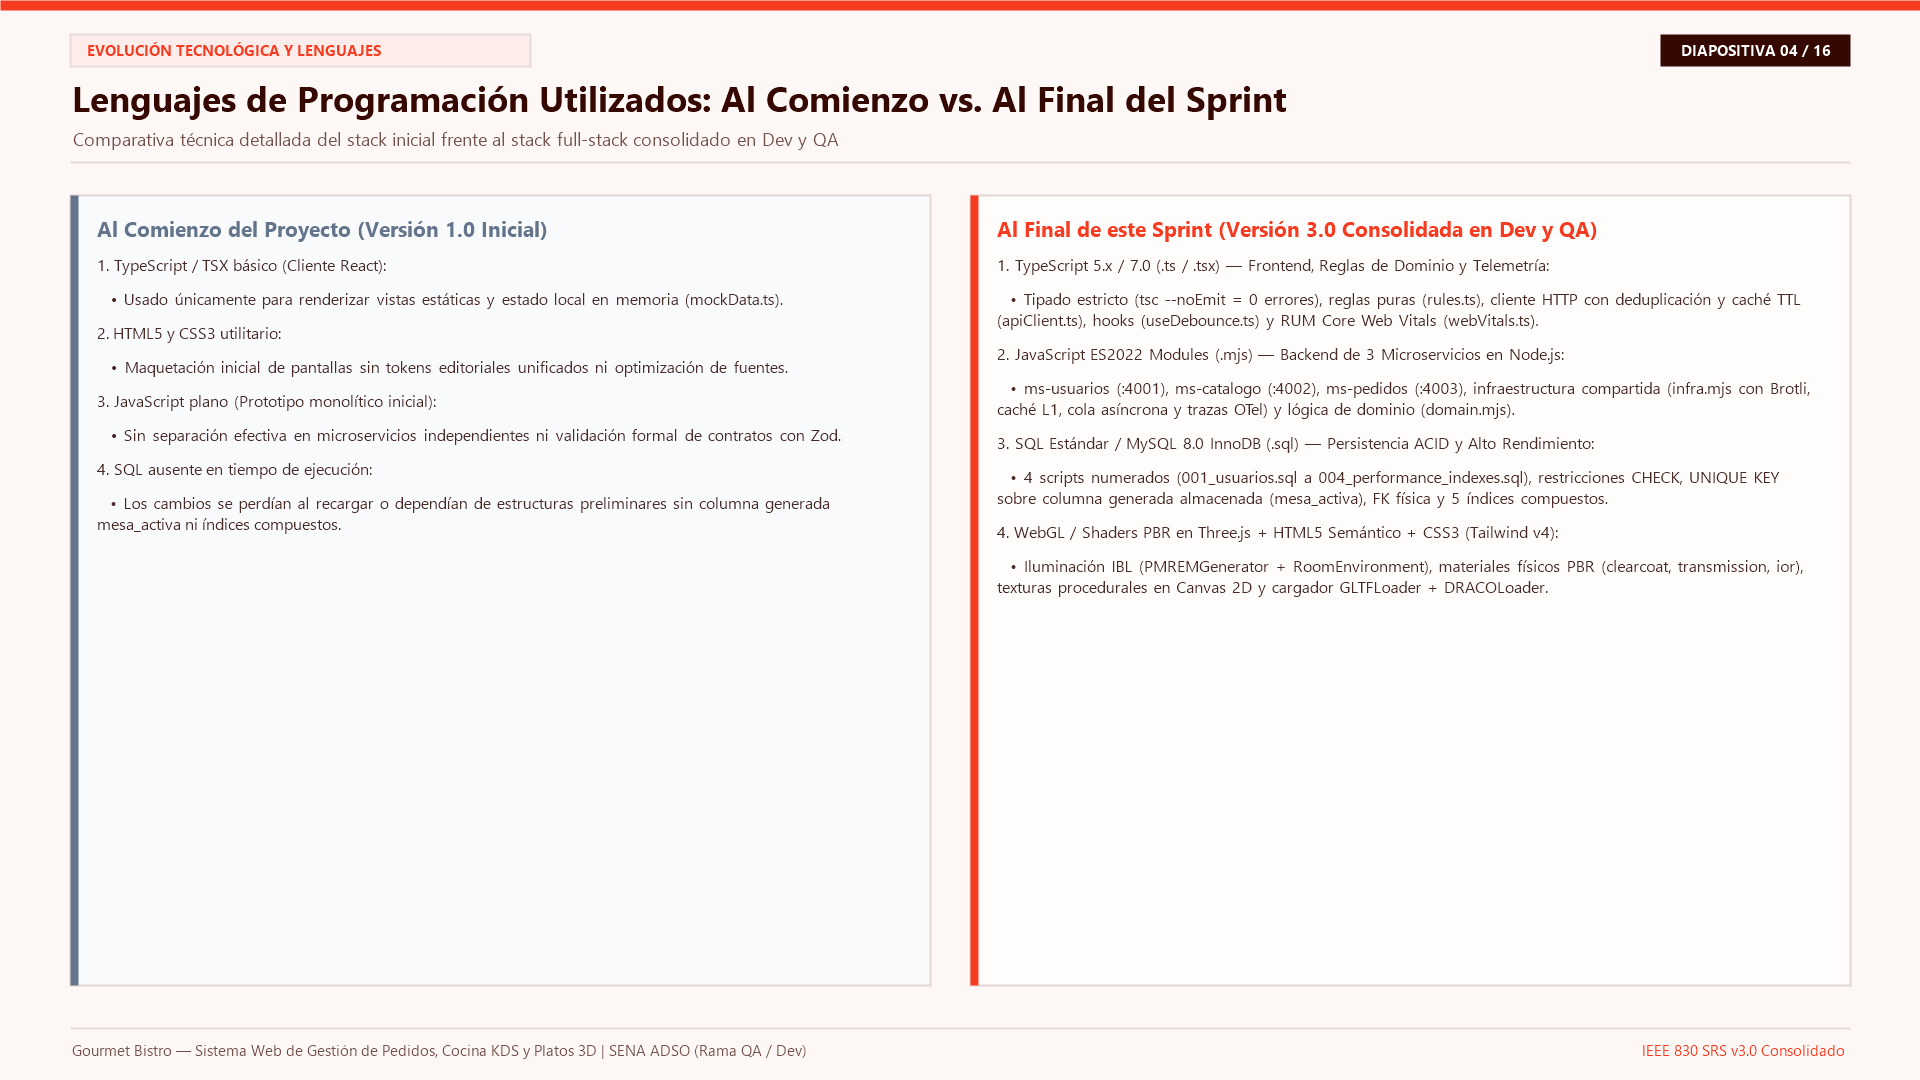 EVOLUCIÓN TECNOLÓGICA Y LENGUAJES
DIAPOSITIVA 04 / 16
Lenguajes de Programación Utilizados: Al Comienzo vs. Al Final del Sprint
Comparativa técnica detallada del stack inicial frente al stack full-stack consolidado en Dev y QA
Al Comienzo del Proyecto (Versión 1.0 Inicial)
1. TypeScript / TSX básico (Cliente React):
• Usado únicamente para renderizar vistas estáticas y estado local en memoria (mockData.ts).
2. HTML5 y CSS3 utilitario:
• Maquetación inicial de pantallas sin tokens editoriales unificados ni optimización de fuentes.
3. JavaScript plano (Prototipo monolítico inicial):
• Sin separación efectiva en microservicios independientes ni validación formal de contratos con Zod.
4. SQL ausente en tiempo de ejecución:
• Los cambios se perdían al recargar o dependían de estructuras preliminares sin columna generada
mesa_activa ni índices compuestos.
Al Final de este Sprint (Versión 3.0 Consolidada en Dev y QA)
1. TypeScript 5.x / 7.0 (.ts / .tsx) — Frontend, Reglas de Dominio y Telemetría:
• Tipado estricto (tsc --noEmit = 0 errores), reglas puras (rules.ts), cliente HTTP con deduplicación y caché TTL
(apiClient.ts), hooks (useDebounce.ts) y RUM Core Web Vitals (webVitals.ts).
2. JavaScript ES2022 Modules (.mjs) — Backend de 3 Microservicios en Node.js:
• ms-usuarios (:4001), ms-catalogo (:4002), ms-pedidos (:4003), infraestructura compartida (infra.mjs con Brotli,
caché L1, cola asíncrona y trazas OTel) y lógica de dominio (domain.mjs).
3. SQL Estándar / MySQL 8.0 InnoDB (.sql) — Persistencia ACID y Alto Rendimiento:
• 4 scripts numerados (001_usuarios.sql a 004_performance_indexes.sql), restricciones CHECK, UNIQUE KEY
sobre columna generada almacenada (mesa_activa), FK física y 5 índices compuestos.
4. WebGL / Shaders PBR en Three.js + HTML5 Semántico + CSS3 (Tailwind v4):
• Iluminación IBL (PMREMGenerator + RoomEnvironment), materiales físicos PBR (clearcoat, transmission, ior),
texturas procedurales en Canvas 2D y cargador GLTFLoader + DRACOLoader.
Gourmet Bistro — Sistema Web de Gestión de Pedidos, Cocina KDS y Platos 3D | SENA ADSO (Rama QA / Dev)
IEEE 830 SRS v3.0 Consolidado